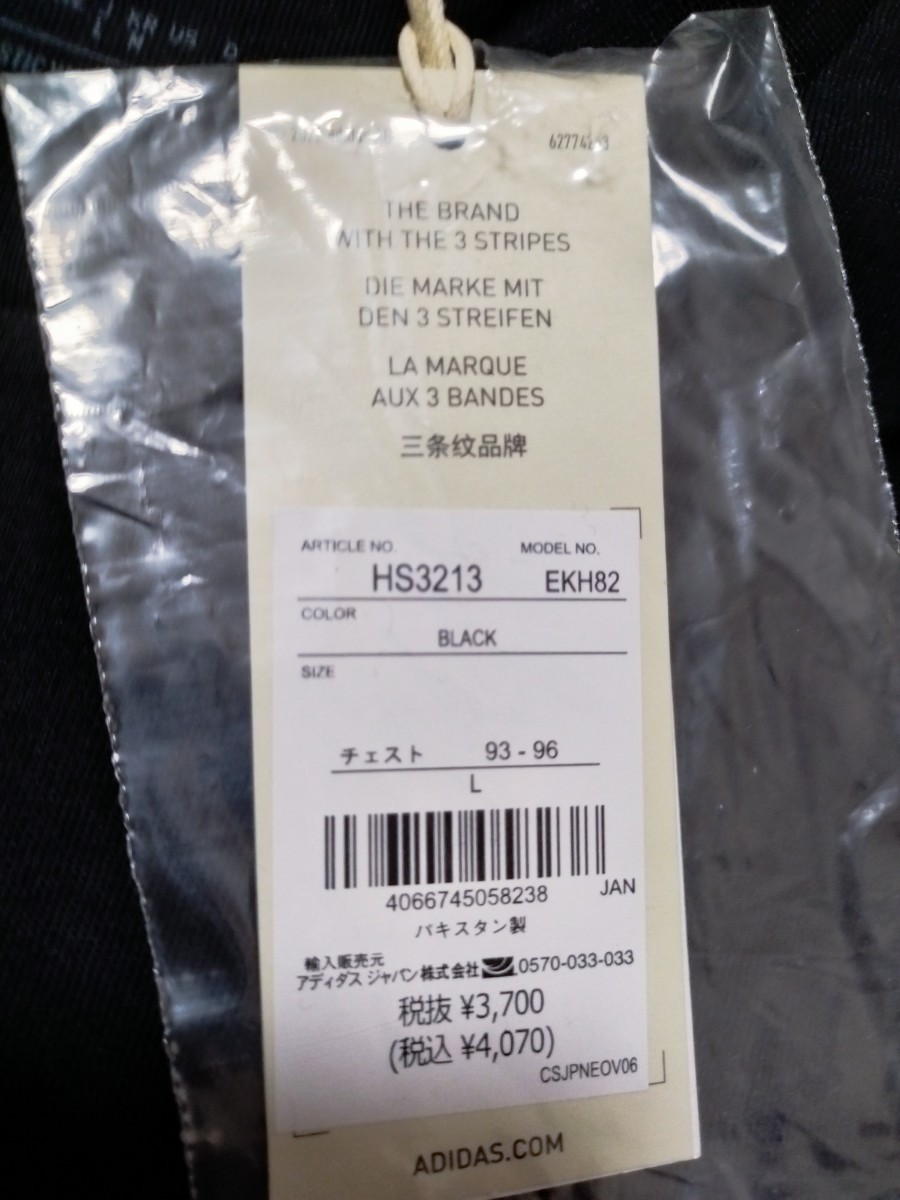 THE BRAND
WITH THE 3 STRIPES
DIE MARKE MIT
DEN 3 STREIFEN
LA MARQUE
AUX 3 BANDES
三条纹品牌
ARTICLE NO. MODEL NO.
HS3213 EKH82
COLOR
BLACK
SIZE
チェスト 93 - 96
L
4066745058238 JAN
パキスタン製
輸入販売元
アディダス ジャパン株式会社 0570-033-033
税抜 ¥3,700
(税込 ¥4,070)
CSJPNEOV06
ADIDAS.COM